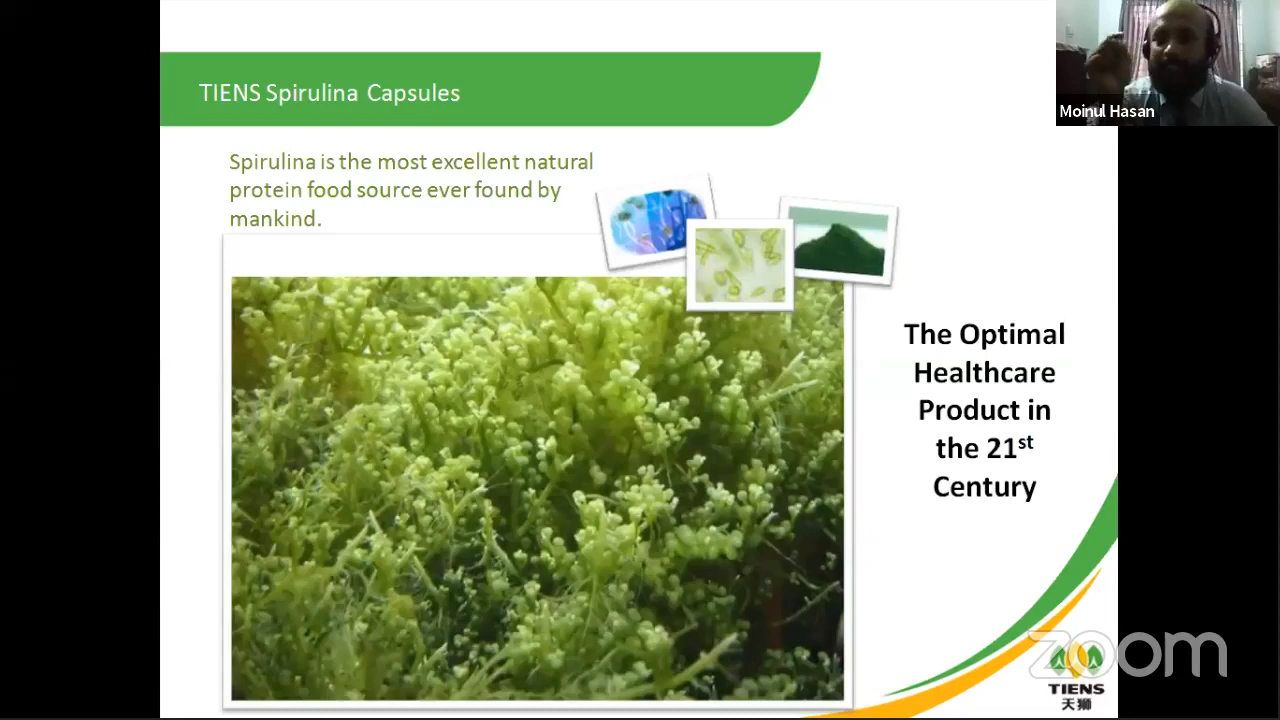 TIENS Spirulina Capsules
Moinul Hasan
Spirulina is the most excellent natural
protein food source ever found by
mankind.
The Optimal
Healthcare
Product in
the 21st
Century
zoom
TIENS
天狮